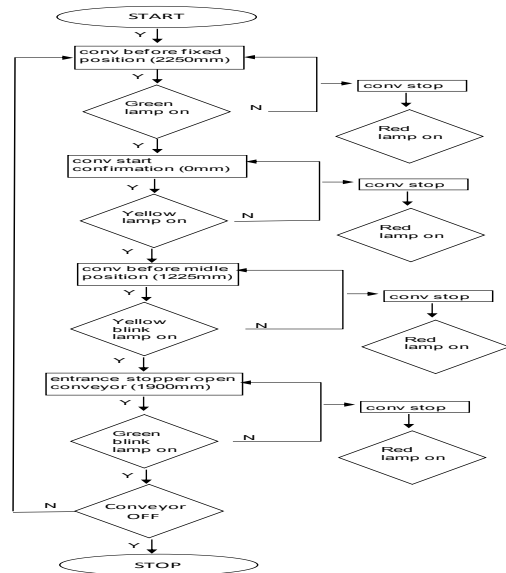 START
Y
conv before fixed
position (2250mm)
Y
Green
lamp on
N
conv stop
Red
lamp on
Y
conv start
confirmation (0mm)
Y
Yellow
lamp on
N
conv stop
Red
lamp on
Y
conv before midle
position (1225mm)
Y
Yellow
blink
lamp on
N
conv stop
Red
lamp on
Y
entrance stopper open
conveyor (1900mm)
Y
Green
blink
lamp on
N
conv stop
Red
lamp on
Y
Conveyor
OFF
N
Y
STOP